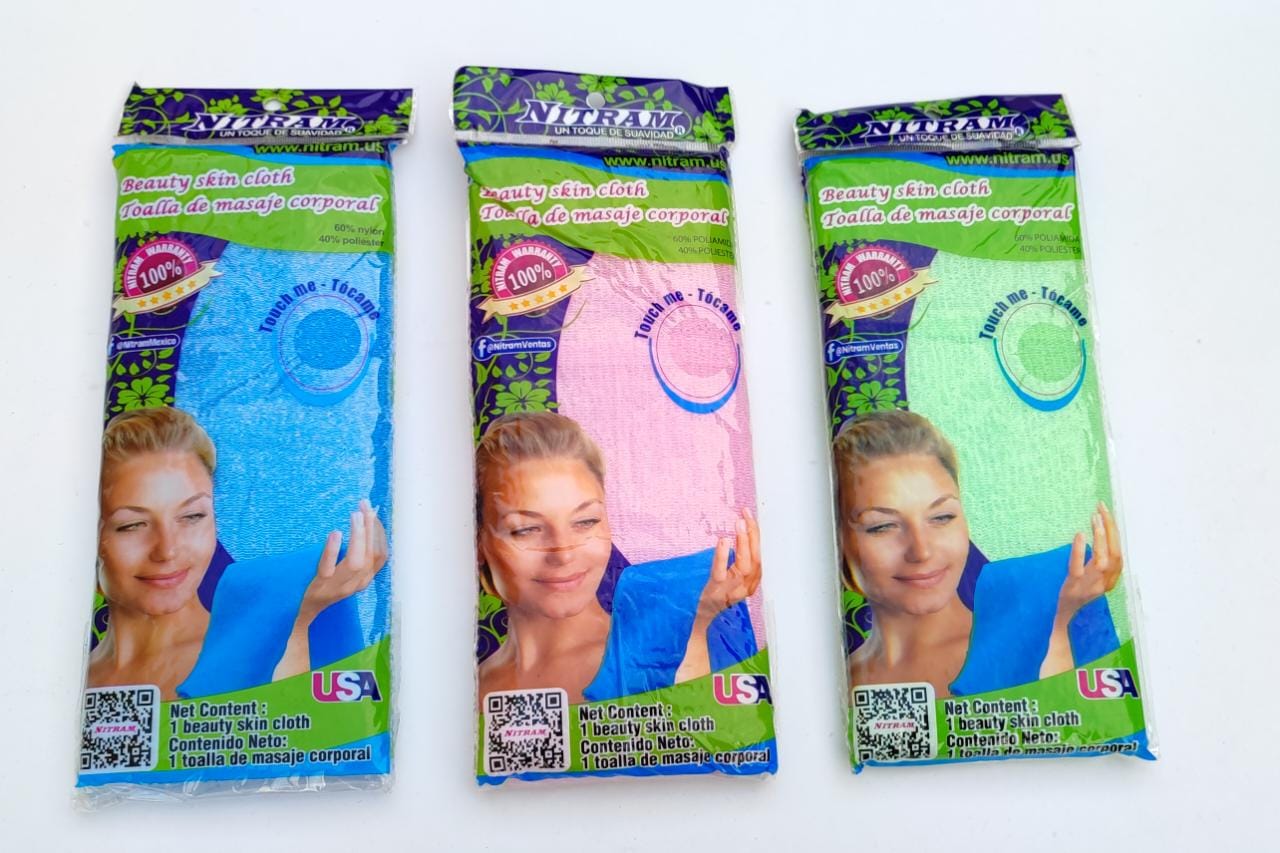 NITRAM®
UN TOQUE DE SUAVIDAD
www.nitram.us
Beauty skin cloth
Toalla de masaje corporal
60% nylon
40% poliester
NITRAM WARRANTY
100%
Touch me - Tócame
f @NitramMexico
USA
NITRAM
Net Content :
1 beauty skin cloth
Contenido Neto:
1 toalla de masaje corporal
NITRAM®
UN TOQUE DE SUAVIDAD
www.nitram.us
Beauty skin cloth
Toalla de masaje corporal
60% POLIAMIDA
40% POLIESTER
NITRAM WARRANTY
100%
Touch me - Tócame
f @NitramVentas
USA
NITRAM
Net Content :
1 beauty skin cloth
Contenido Neto:
1 toalla de masaje corporal
NITRAM®
UN TOQUE DE SUAVIDAD
www.nitram.us
Beauty skin cloth
Toalla de masaje corporal
60% POLIAMIDA
40% POLIESTER
NITRAM WARRANTY
100%
Touch me - Tócame
f @NitramVentas
USA
NITRAM
Net Content :
1 beauty skin cloth
Contenido Neto:
1 toalla de masaje corporal